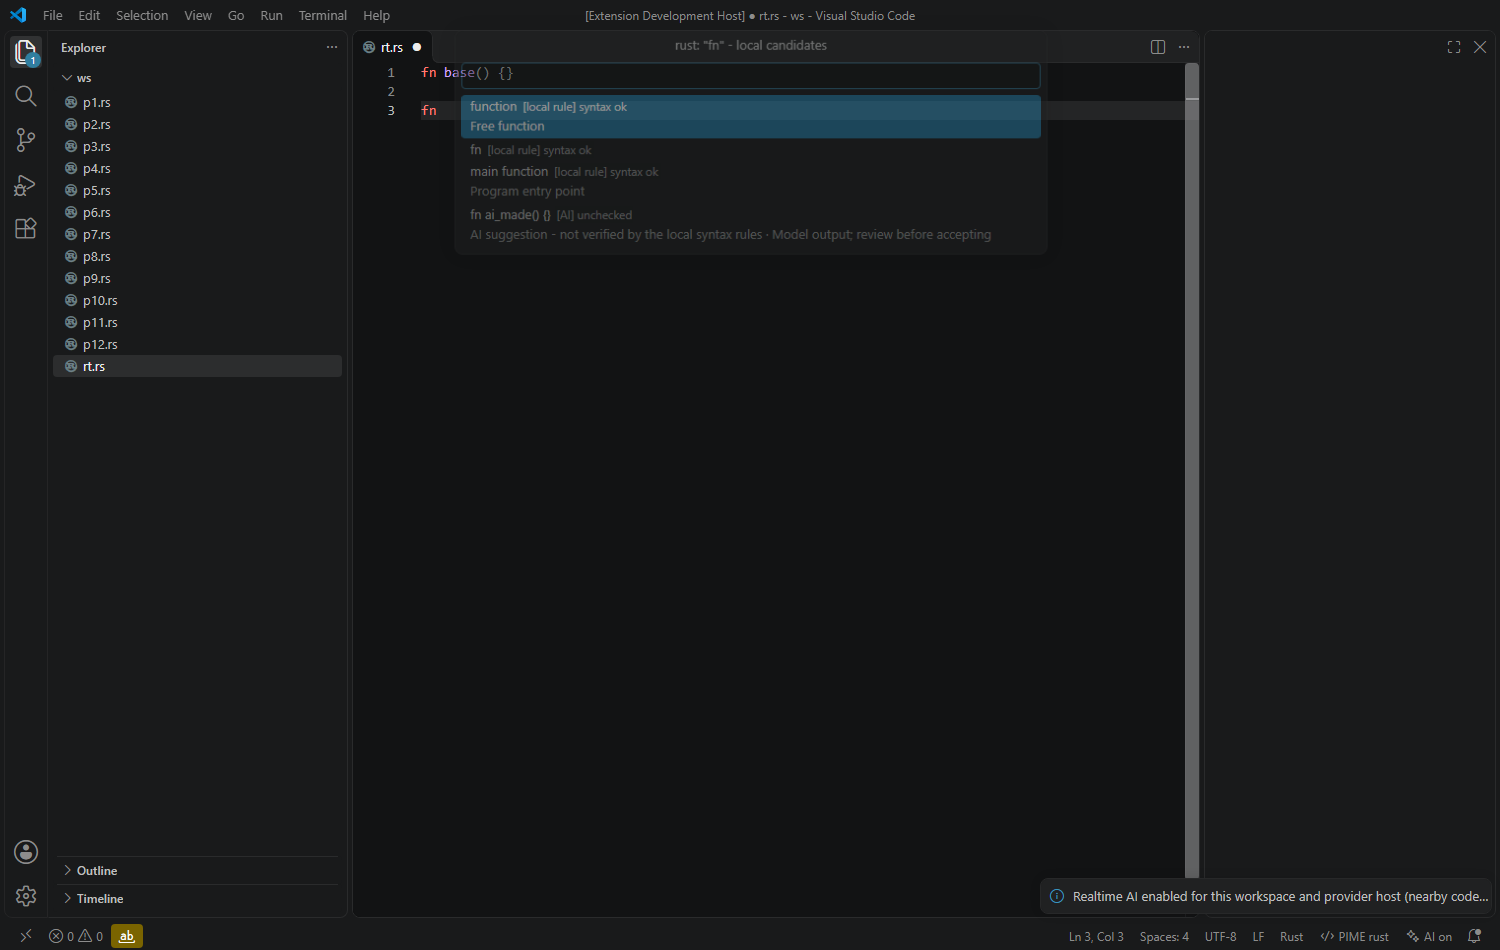 File Edit Selection View Go Run Terminal Help
[Extension Development Host] ● rt.rs - ws - Visual Studio Code
Explorer
1
ws
p1.rs
p2.rs
p3.rs
p4.rs
p5.rs
p6.rs
p7.rs
p8.rs
p9.rs
p10.rs
p11.rs
p12.rs
rt.rs
Outline
Timeline
rt.rs
rust: "fn" - local candidates
1 fn base() {}
2
3 fn
function [local rule] syntax ok
Free function
fn [local rule] syntax ok
main function [local rule] syntax ok
Program entry point
fn ai_made() {} [AI] unchecked
AI suggestion - not verified by the local syntax rules · Model output; review before accepting
Realtime AI enabled for this workspace and provider host (nearby code...
0 0 ab
Ln 3, Col 3 Spaces: 4 UTF-8 LF Rust PIME rust AI on